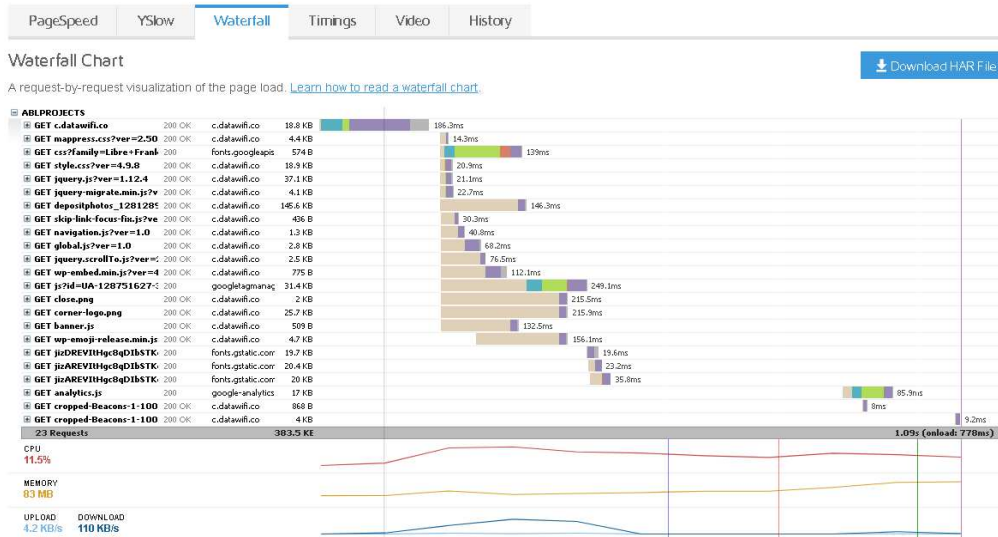 PageSpeed YSlow Waterfall Timings Video History
Waterfall Chart
Download HAR File
A request-by-request visualization of the page load. Learn how to read a waterfall chart.
ABLPROJECTS
GET c.datawifi.co 200 OK c.datawifi.co 18.8 KB 186.3ms
GET mappress.css?ver=2.50 200 OK c.datawifi.co 4.4 KB 14.3ms
GET css?family=Libre+Frank 200 fonts.googleapis 574 B 139ms
GET style.css?ver=4.9.8 200 OK c.datawifi.co 18.9 KB 20.9ms
GET jquery.js?ver=1.12.4 200 OK c.datawifi.co 37.1 KB 21.1ms
GET jquery-migrate.min.js?v 200 OK c.datawifi.co 4.1 KB 22.7ms
GET depositphotos_1281289 200 OK c.datawifi.co 145.6 KB 146.3ms
GET skip-link-focus-fix.js?ve 200 OK c.datawifi.co 436 B 30.3ms
GET navigation.js?ver=1.0 200 OK c.datawifi.co 1.3 KB 40.8ms
GET global.js?ver=1.0 200 OK c.datawifi.co 2.8 KB 68.2ms
GET jquery.scrollTo.js?ver=: 200 OK c.datawifi.co 2.5 KB 76.5ms
GET wp-embed.min.js?ver=4 200 OK c.datawifi.co 775 B 112.1ms
GET js?id=UA-128751627-: 200 googletagmanag 31.4 KB 249.1ms
GET close.png 200 OK c.datawifi.co 2 KB 215.5ms
GET corner-logo.png 200 OK c.datawifi.co 25.7 KB 215.9ms
GET banner.js 200 OK c.datawifi.co 509 B 132.5ms
GET wp-emoji-release.min.js 200 OK c.datawifi.co 4.7 KB 156.1ms
GET jizDREVItHgc8qDIbSTK 200 fonts.gstatic.com 19.7 KB 19.6ms
GET jizAREVItHgc8qDIbSTK 200 fonts.gstatic.com 20.4 KB 23.2ms
GET jizAREVItHgc8qDIbSTK 200 fonts.gstatic.com 20 KB 35.8ms
GET analytics.js 200 google-analytics 17 KB 85.9ms
GET cropped-Beacons-1-100 200 OK c.datawifi.co 868 B 8ms
GET cropped-Beacons-1-100 200 OK c.datawifi.co 4 KB 9.2ms
23 Requests 383.5 KE 1.09s (onload: 778ms)
CPU
11.5%
MEMORY
83 MB
UPLOAD DOWNLOAD
4.2 KB/s 110 KB/s